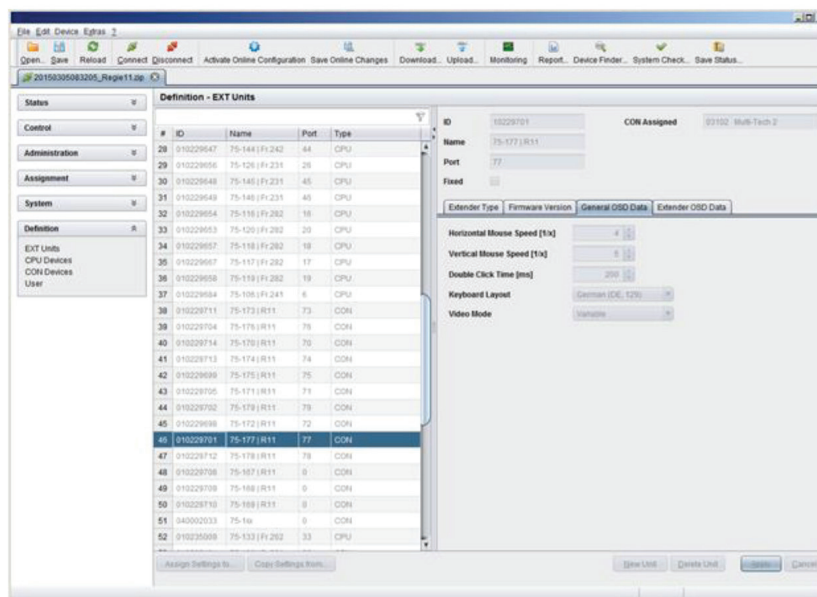 File Edit Device Extras ?
Open... Save Reload Connect Disconnect Activate Online Configuration Save Online Changes Download... Upload... Monitoring Report... Device Finder... System Check... Save Status...
20150305083205_Regie11.zip
Status
Control
Administration
Assignment
System
Definition
EXT Units
CPU Devices
CON Devices
User
Definition - EXT Units
# ID Name Port Type
28 010229647 75-144 | Fr.242 44 CPU
29 010229656 75-126 | Fr.231 26 CPU
30 010229648 75-145 | Fr.231 45 CPU
31 010229649 75-146 | Fr.231 46 CPU
32 010229654 75-116 | Fr.282 16 CPU
33 010229653 75-120 | Fr.282 20 CPU
34 010229657 75-118 | Fr.282 18 CPU
35 010229667 75-117 | Fr.282 17 CPU
36 010229658 75-119 | Fr.282 19 CPU
37 010229684 75-106 | Fr.241 6 CPU
38 010229711 75-173 | R11 73 CON
39 010229704 75-176 | R11 76 CON
40 010229714 75-170 | R11 70 CON
41 010229713 75-174 | R11 74 CON
42 010229699 75-175 | R11 75 CON
43 010229705 75-171 | R11 71 CON
44 010229702 75-179 | R11 79 CON
45 010229698 75-172 | R11 72 CON
46 010229701 75-177 | R11 77 CON
47 010229712 75-178 | R11 78 CON
48 010229708 75-167 | R11 0 CON
49 010229709 75-168 | R11 0 CON
50 010229710 75-169 | R11 0 CON
51 040002033 0 CON
52 010235009 75-133 | Fr.282 33 CPU
Assign Settings to... Copy Settings from...
ID 10229701 CON Assigned 03102 Multi-Tech 2
Name 75-177 | R11
Port 77
Fixed
Extender Type Firmware Version General OSD Data Extender OSD Data
Horizontal Mouse Speed [1/x] 4
Vertical Mouse Speed [1/x] 5
Double Click Time [ms] 200
Keyboard Layout German (DE, 129)
Video Mode Variable
New Unit Delete Unit Apply Cancel